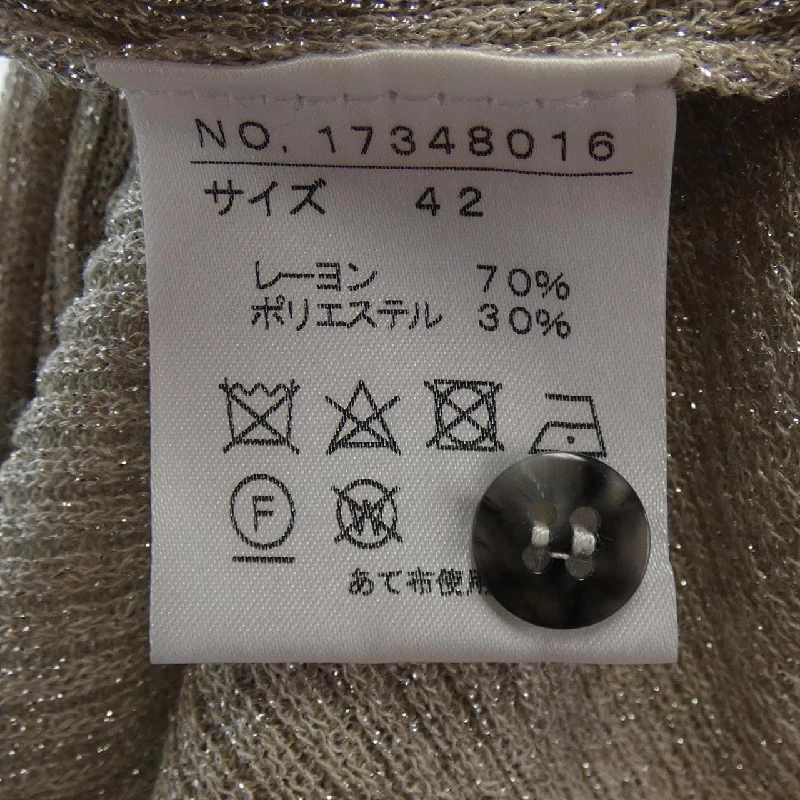 NO. 17348016
サイズ 42
レーヨン 70%
ポリエステル 30%
F
W
あて布使用